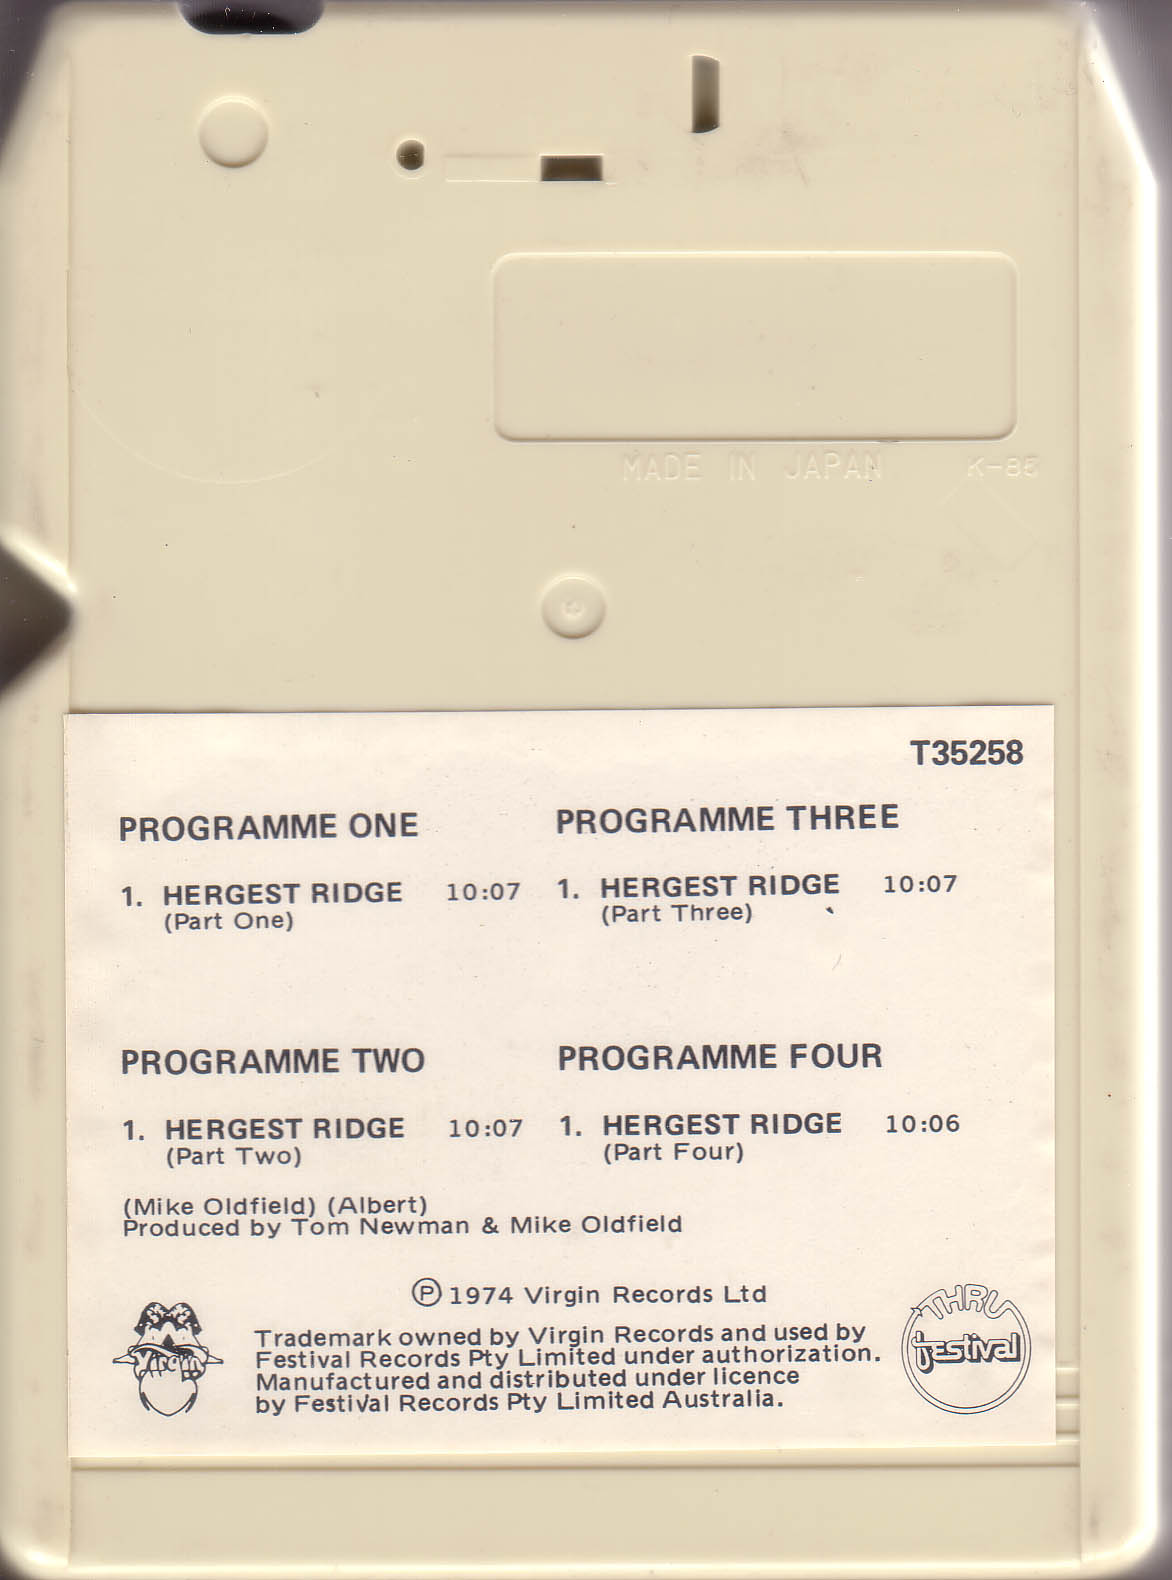 MADE IN JAPAN K-85
T35258
PROGRAMME ONE
1. HERGEST RIDGE 10:07
(Part One)
PROGRAMME THREE
1. HERGEST RIDGE 10:07
(Part Three)
PROGRAMME TWO
1. HERGEST RIDGE 10:07
(Part Two)
PROGRAMME FOUR
1. HERGEST RIDGE 10:06
(Part Four)
(Mike Oldfield) (Albert)
Produced by Tom Newman & Mike Oldfield
Ⓟ 1974 Virgin Records Ltd
Virgin
Trademark owned by Virgin Records and used by
Festival Records Pty Limited under authorization.
Manufactured and distributed under licence
by Festival Records Pty Limited Australia.
THRU
festival